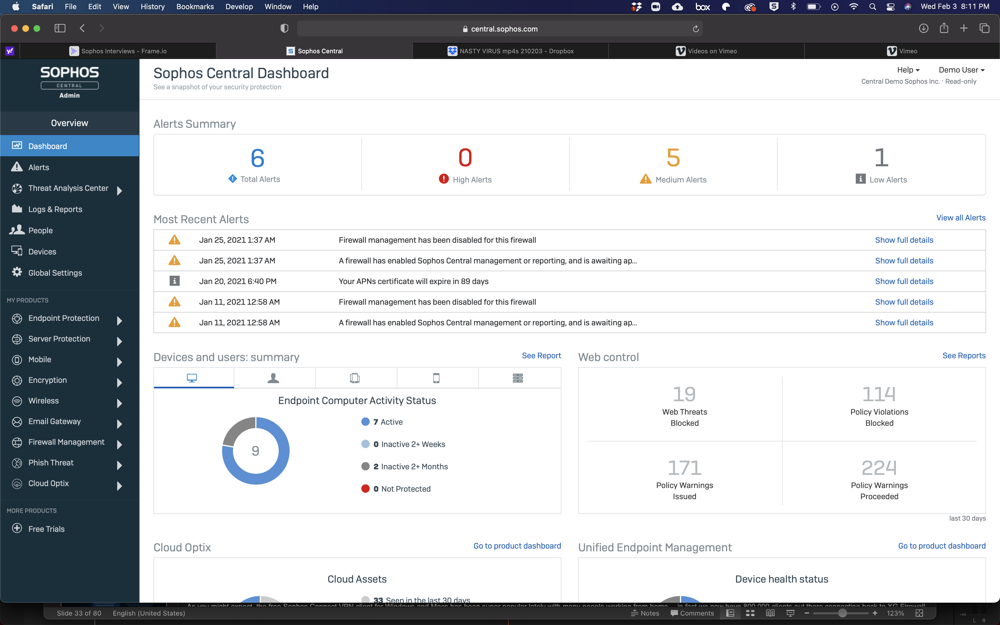 Safari File Edit View History Bookmarks Develop Window Help
1 box Wed Feb 3 8:11 PM
central.sophos.com
y! Sophos Interviews - Frame.io Sophos Central NASTY VIRUS mp4s 210203 - Dropbox Videos on Vimeo Vimeo
SOPHOS
CENTRAL
Admin
Overview
Dashboard
Alerts
Threat Analysis Center
Logs & Reports
People
Devices
Global Settings
MY PRODUCTS
Endpoint Protection
Server Protection
Mobile
Encryption
Wireless
Email Gateway
Firewall Management
Phish Threat
Cloud Optix
MORE PRODUCTS
Free Trials
Sophos Central Dashboard
See a snapshot of your security protection
Help Demo User
Central Demo Sophos Inc. · Read-only
Alerts Summary
6
Total Alerts
0
High Alerts
5
Medium Alerts
1
Low Alerts
Most Recent Alerts View all Alerts
Jan 25, 2021 1:37 AM Firewall management has been disabled for this firewall Show full details
Jan 25, 2021 1:37 AM A firewall has enabled Sophos Central management or reporting, and is awaiting ap... Show full details
Jan 20, 2021 6:40 PM Your APNs certificate will expire in 89 days Show full details
Jan 11, 2021 12:58 AM Firewall management has been disabled for this firewall Show full details
Jan 11, 2021 12:58 AM A firewall has enabled Sophos Central management or reporting, and is awaiting ap... Show full details
Devices and users: summary See Report
Endpoint Computer Activity Status
9
7 Active
0 Inactive 2+ Weeks
2 Inactive 2+ Months
0 Not Protected
Web control See Reports
19
Web Threats
Blocked
114
Policy Violations
Blocked
171
Policy Warnings
Issued
224
Policy Warnings
Proceeded
last 30 days
Cloud Optix Go to product dashboard
Cloud Assets
33 Seen in the last 30 days
Unified Endpoint Management Go to product dashboard
Device health status
As you might expect, the free Sophos Connect VPN client for Windows and Macs has been super popular lately with many people working from home in fact we now have 800,000 clients out there connecting back to XG Firewall
Slide 33 of 80 English (United States) Notes Comments 123%
-∞
L R